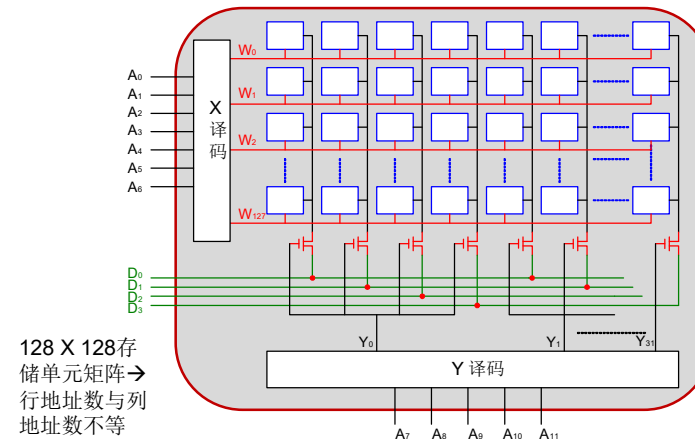 W₀
A₀
A₁
A₂
A₃
A₄
A₅
A₆
X
译
码
W₁
W₂
W₁₂₇
D₀
D₁
D₂
D₃
Y₀
Y₁
Y₃₁
Y 译码
128 X 128存
储单元矩阵→
行地址数与列
地址数不等
A₇ A₈ A₉ A₁₀ A₁₁